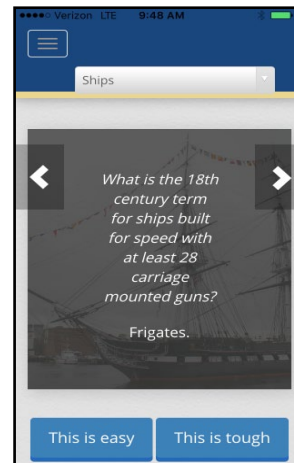 Verizon LTE 9:48 AM
Ships
What is the 18th
century term
for ships built
for speed with
at least 28
carriage
mounted guns?
Frigates.
This is easy
This is tough